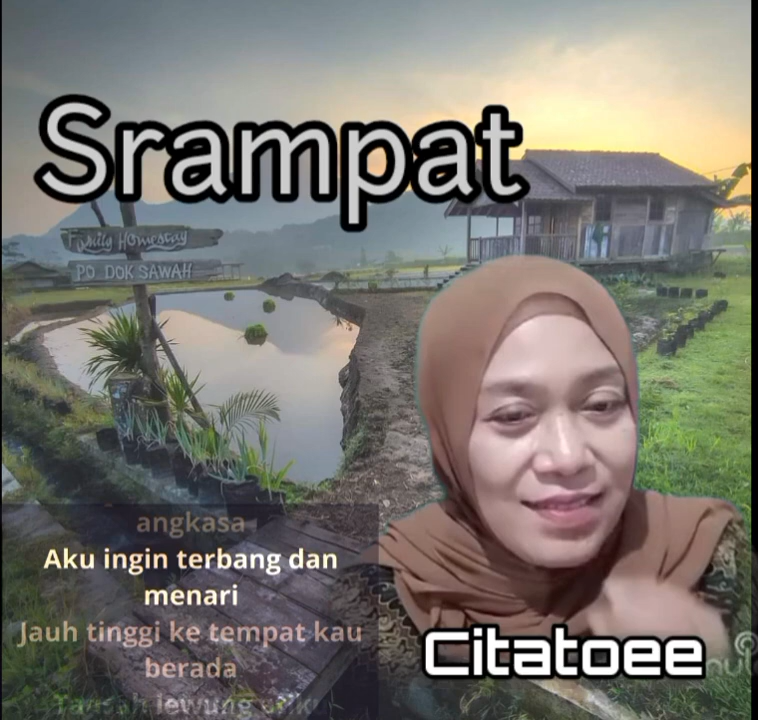 Srampat
Family Homestay
PO DOK SAWAH
angkasa
Aku ingin terbang dan
menari
Jauh tinggi ke tempat kau
berada
Citatoee